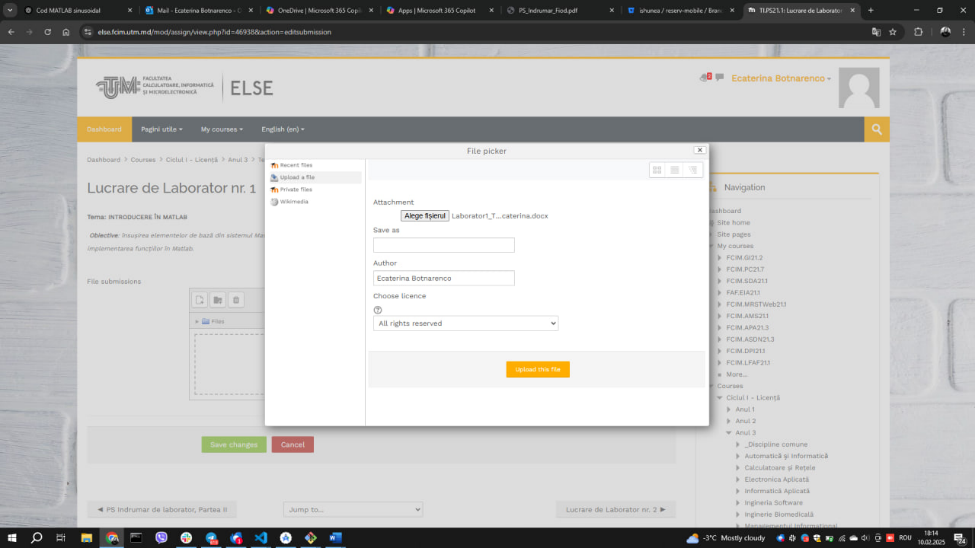 Cod MATLAB sinusoidal
Mail - Ecaterina Botnarenco - O
OneDrive | Microsoft 365 Copil
Apps | Microsoft 365 Copilot
PS_Indrumar_Fiod.pdf
ishunea / reserv-mobile / Bran
TI.PS21.1: Lucrare de Laborator
else.fcim.utm.md/mod/assign/view.php?id=46938&action=editsubmission
FACULTATEA
CALCULATOARE, INFORMATICĂ
ȘI MICROELECTRONICĂ
ELSE
Ecaterina Botnarenco
Dashboard
Pagini utile
My courses
English (en)
Dashboard > Courses > Ciclul I - Licență > Anul 3
File picker
Recent files
Upload a file
Private files
Wikimedia
Attachment
Alege fișierul Laborator1_T...caterina.docx
Save as
Author
Ecaterina Botnarenco
Choose licence
All rights reserved
Upload this file
Lucrare de Laborator nr. 1
Tema: INTRODUCERE ÎN MATLAB
Obiective: însușirea elementelor de bază din sistemul
implementarea funcțiilor în Matlab.
File submissions
Files
Save changes
Cancel
PS Indrumar de laborator, Partea II
Jump to...
Lucrare de Laborator nr. 2
Navigation
Dashboard
Site home
Site pages
My courses
FCIM.GI21.2
FCIM.PC21.7
FCIM.SDA21.1
FAF.EIA21.1
FCIM.MRSTWeb21.1
FCIM.AMS21.1
FCIM.APA21.3
FCIM.ASDN21.3
FCIM.DPI21.1
FCIM.LFAF21.1
More...
Courses
Ciclul I - Licență
Anul 1
Anul 2
Anul 3
_Discipline comune
Automatică și Informatică
Calculatoare și Rețele
Electronica Aplicată
Informatică Aplicată
Ingineria Software
Inginerie Biomedicală
Managementul Informațional
-3°C Mostly cloudy
ROU
18:14
10.02.2025